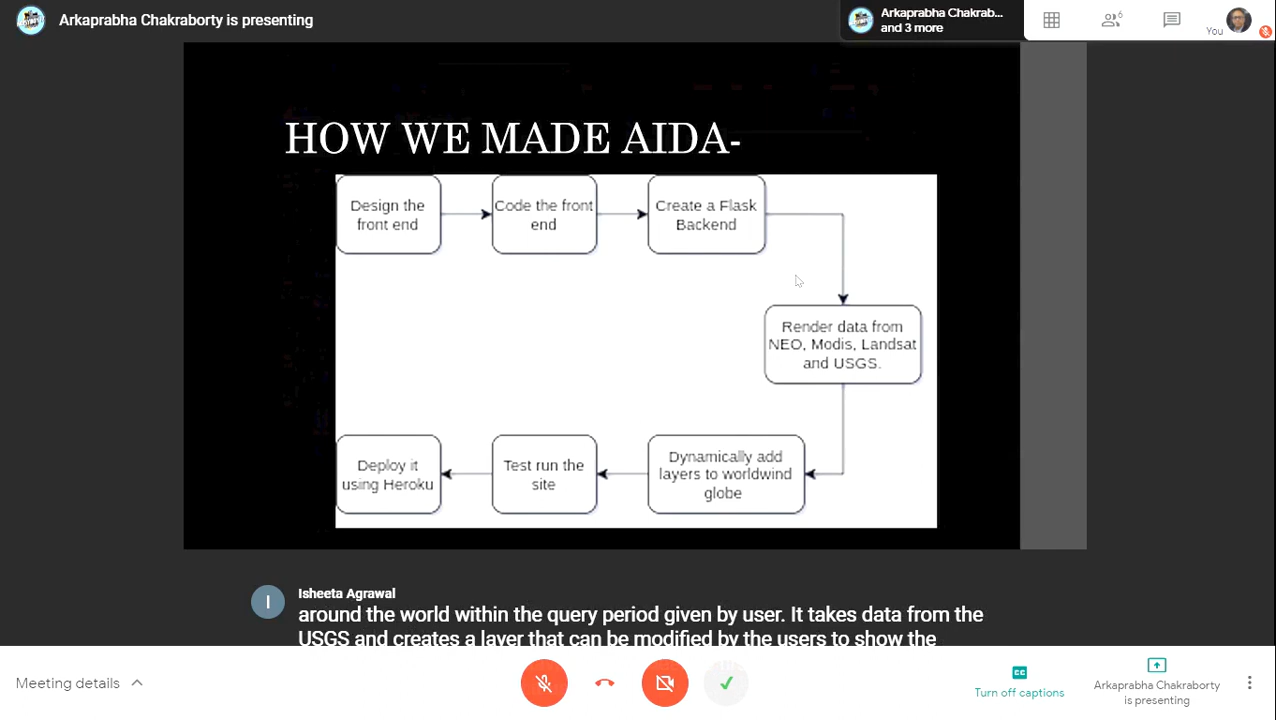 Arkaprabha Chakraborty is presenting
Arkaprabha Chakrab...
and 3 more
6
You
HOW WE MADE AIDA-
Design the
front end
Code the front
end
Create a Flask
Backend
Render data from
NEO, Modis, Landsat
and USGS.
Dynamically add
layers to worldwind
globe
Test run the
site
Deploy it
using Heroku
I
Isheeta Agrawal
around the world within the query period given by user. It takes data from the
USGS and creates a layer that can be modified by the users to show the
Meeting details
CC
Turn off captions
Arkaprabha Chakraborty
is presenting